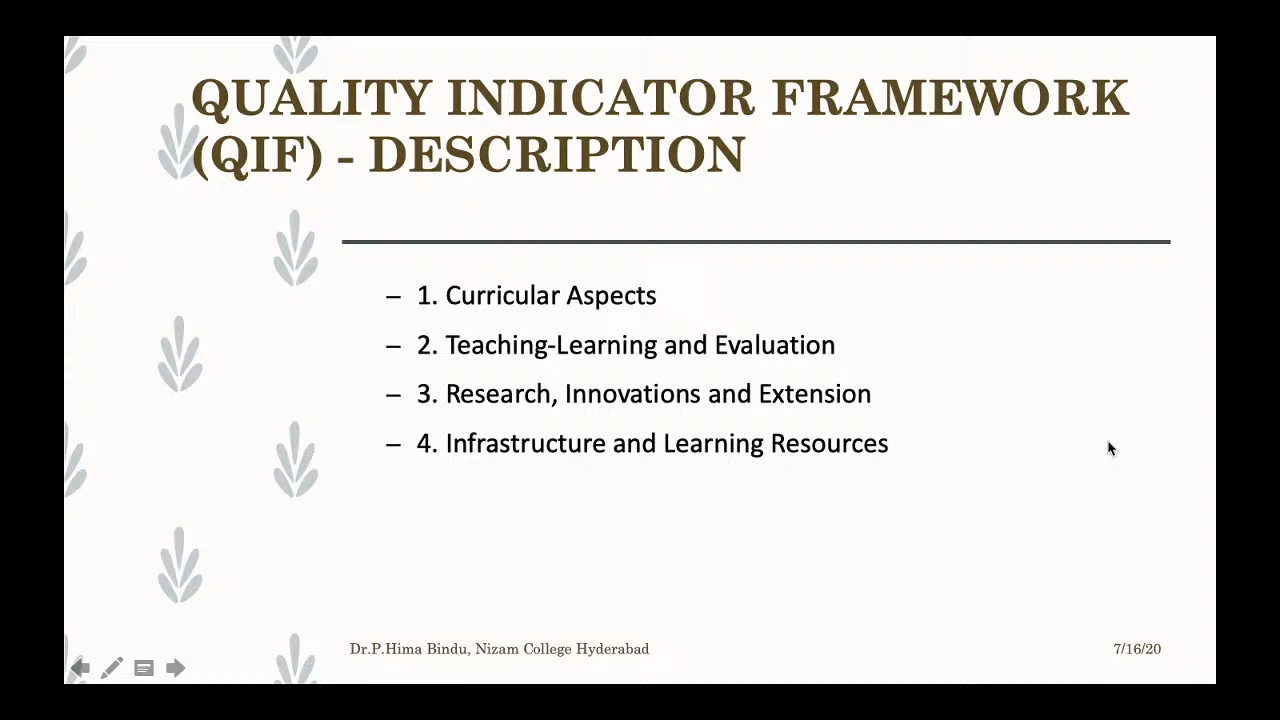 QUALITY INDICATOR FRAMEWORK
(QIF) - DESCRIPTION
– 1. Curricular Aspects
– 2. Teaching-Learning and Evaluation
– 3. Research, Innovations and Extension
– 4. Infrastructure and Learning Resources
Dr.P.Hima Bindu, Nizam College Hyderabad
7/16/20